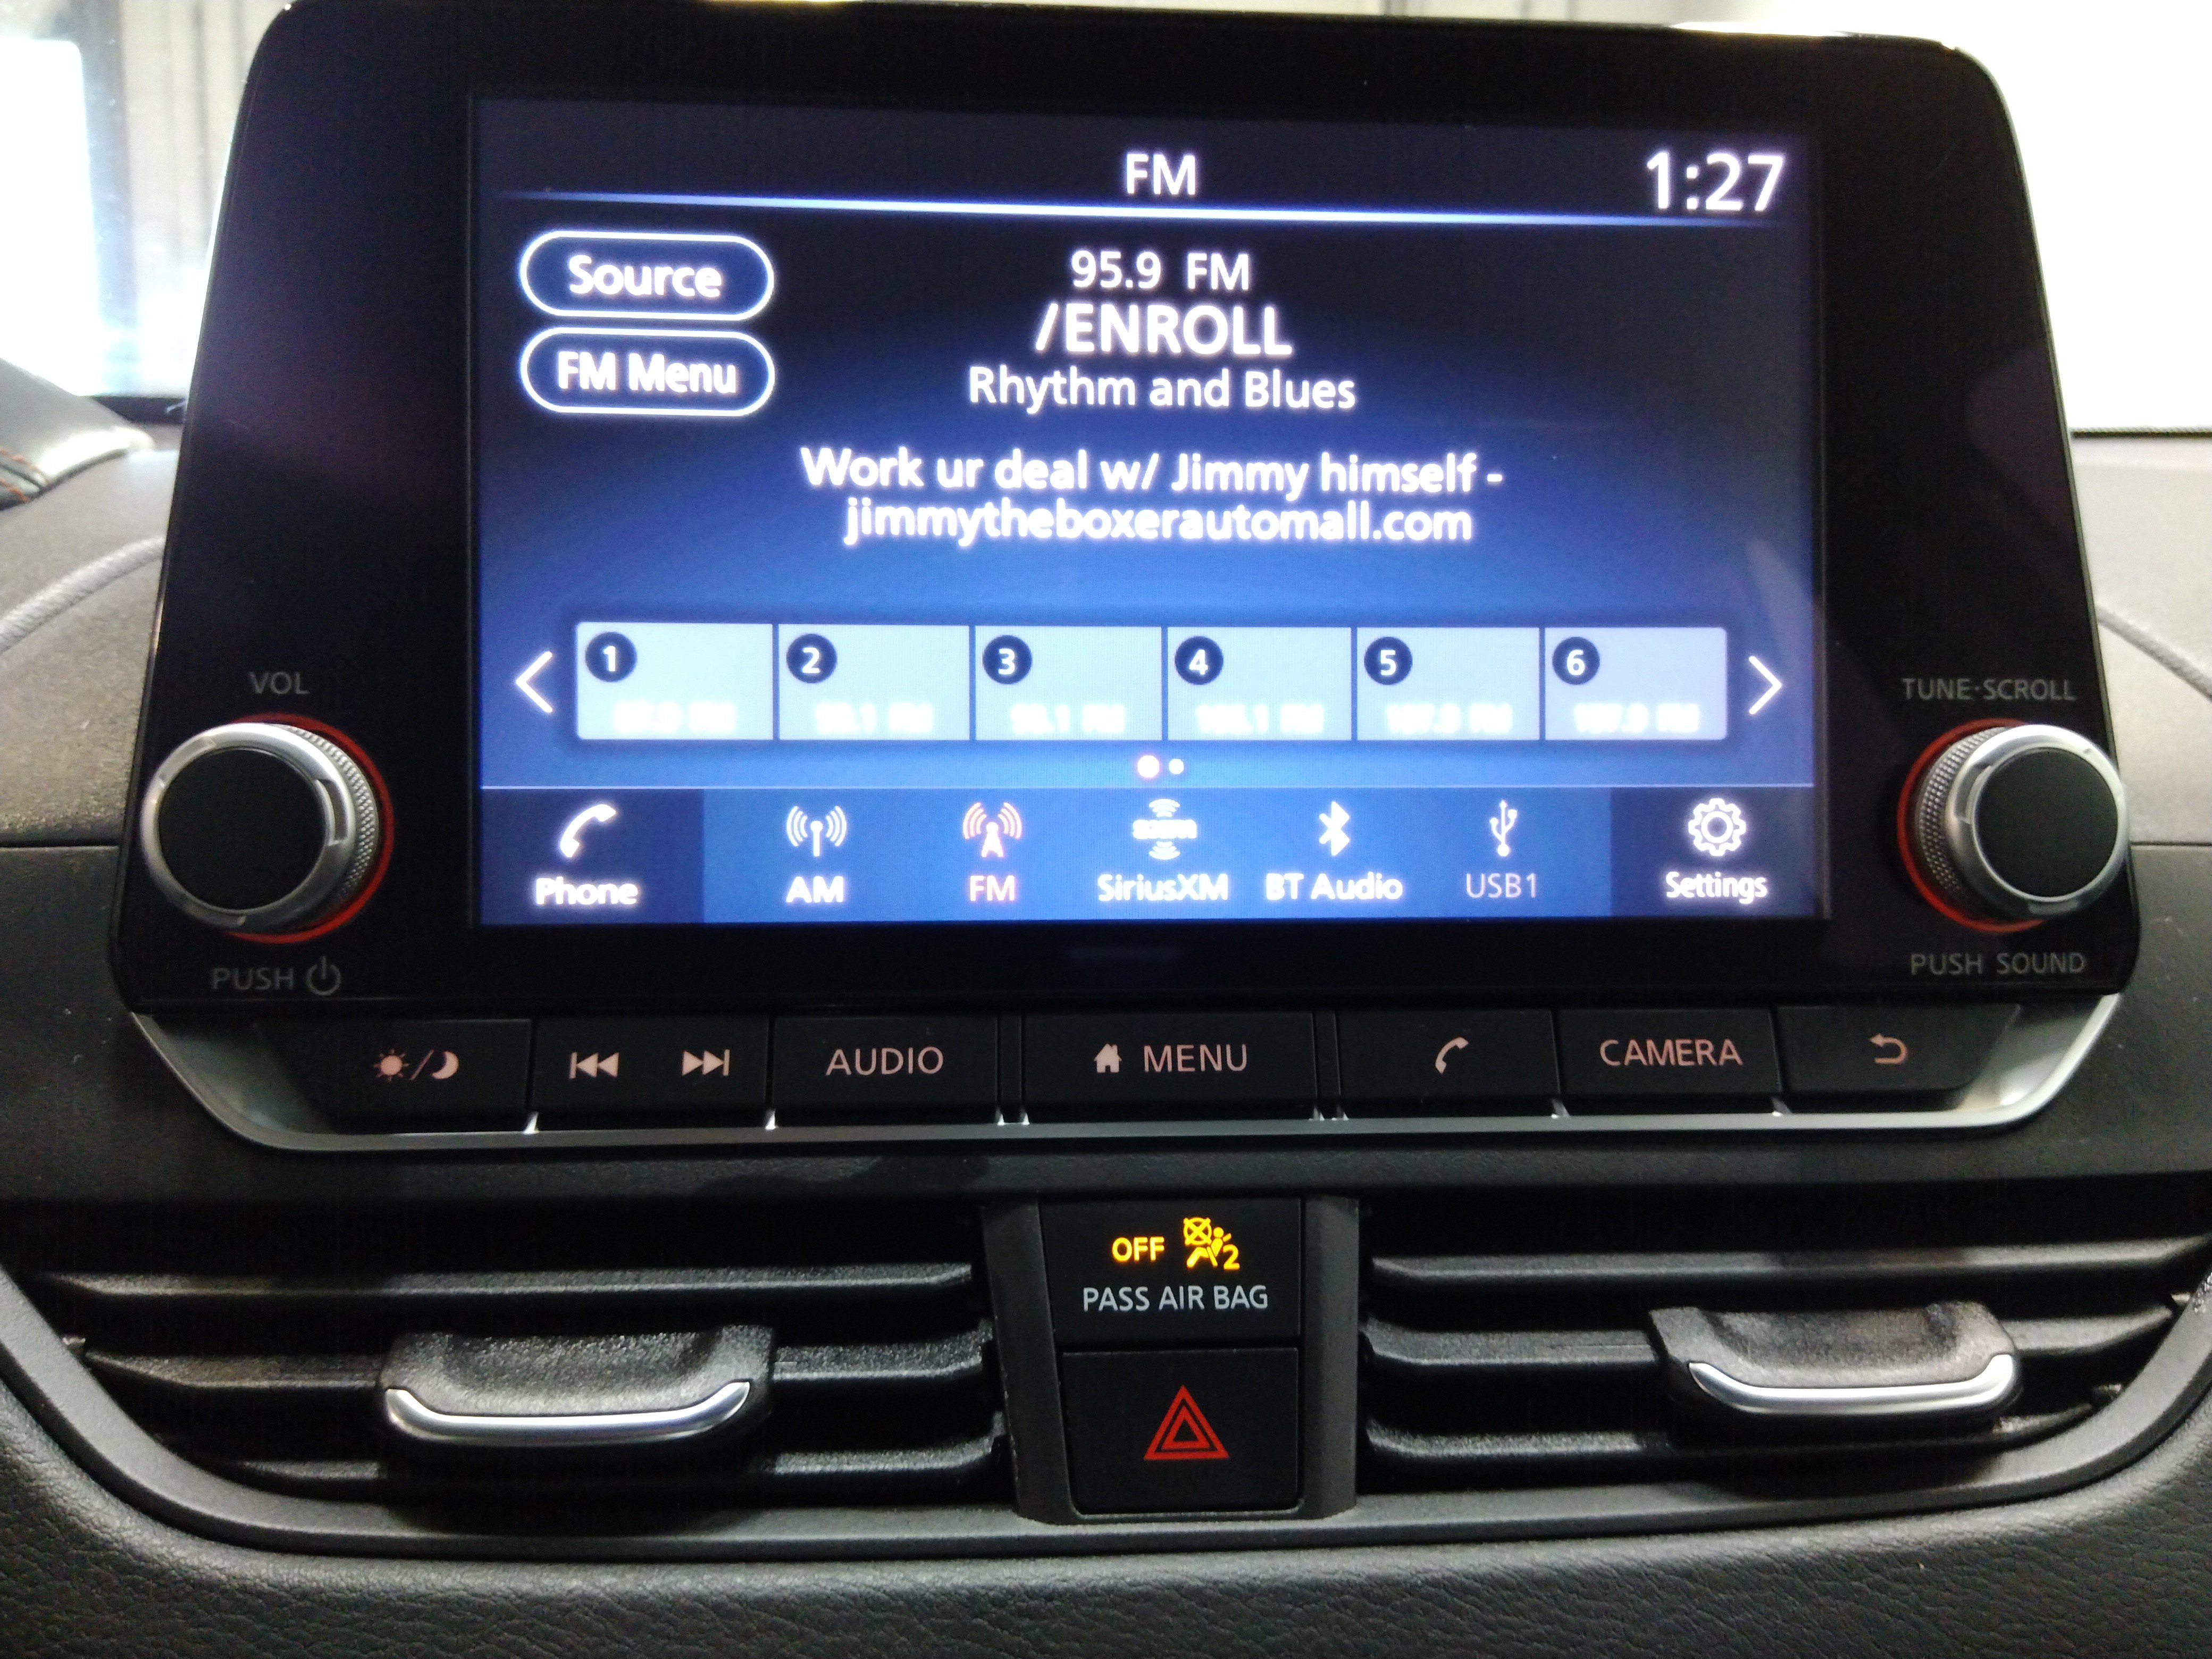 FM
1:27
Source
95.9 FM
/ENROLL
FM Menu
Rhythm and Blues
Work ur deal w/ Jimmy himself -
jimmytheboxerautomall.com
1 2 3 4 5 6
VOL
TUNE·SCROLL
Phone AM FM SiriusXM BT Audio USB1 Settings
PUSH
PUSH SOUND
AUDIO MENU CAMERA
OFF 2
PASS AIR BAG